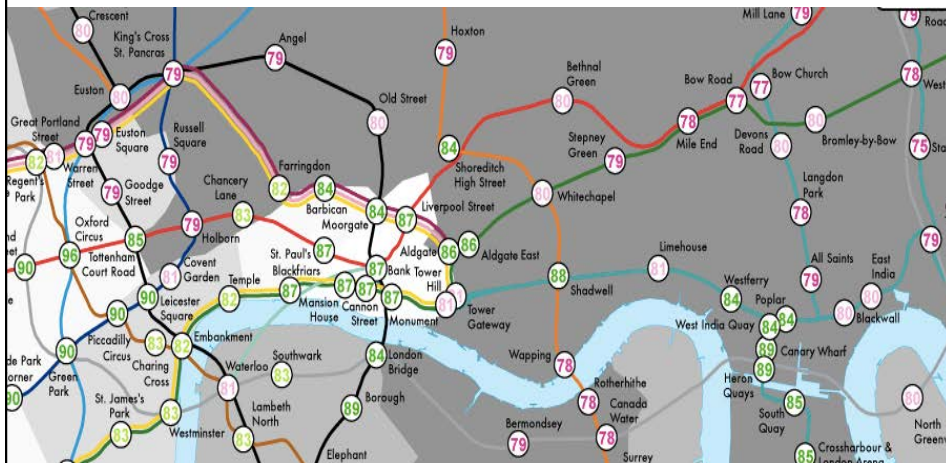 Crescent
80
King's Cross
St. Pancras
79
Angel
79
Hoxton
79
Mill Lane
79
79
Road
Euston
80
Old Street
80
Bethnal
Green
80
Bow Road
77
Bow Church
77
78
West
Great Portland
Street
82
81
79
79
Euston
Square
Warren
Street
Regent's
Park
Russell
Square
79
Stepney
Green
79
78
Mile End
Devons
Road
80
80
Bromley-by-Bow
75
Sta
Goodge
Street
79
Chancery
Lane
83
Farringdon
82
84
Barbican
Moorgate
84
87
Liverpool Street
84
Shoreditch
High Street
80
Whitechapel
Langdon
Park
78
Oxford
Circus
96
85
Tottenham
Court Road
79
Holborn
St. Paul's
87
Blackfriars
87
Bank
Aldgate
86
86
Aldgate East
79
90
Covent
Garden
81
Temple
82
87
Mansion
House
87
87
Cannon
Street
87
Monument
Tower
Hill
81
Tower
Gateway
88
Shadwell
Limehouse
81
Westferry
84
Poplar
84
84
West India Quay
All Saints
79
East
India
80
80
Blackwall
90
Leicester
Square
90
Piccadilly
Circus
83
Charing
Cross
82
Embankment
Waterloo
81
Southwark
83
84
London
Bridge
Wapping
78
89
Canary Wharf
89
Heron
Quays
90
Green
Park
de Park
orner
90
St. James's
Park
83
83
Westminster
Lambeth
North
83
89
Borough
Elephant
Bermondsey
79
Rotherhithe
78
Canada
Water
78
Surrey
South
Quay
85
85
Crossharbour &
London Arena
80
North
Green